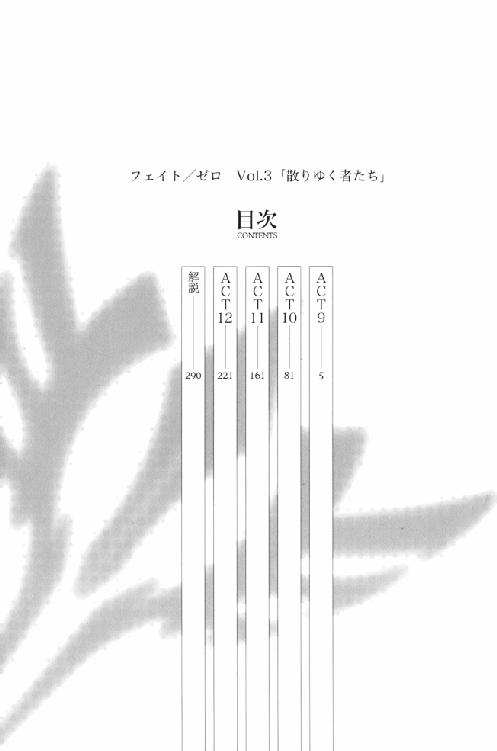 フェイト／ゼロ　Vol.3「散りゆく者たち」
目次
CONTENTS
ACT9 5
ACT10 81
ACT11 161
ACT12 221
解説 290